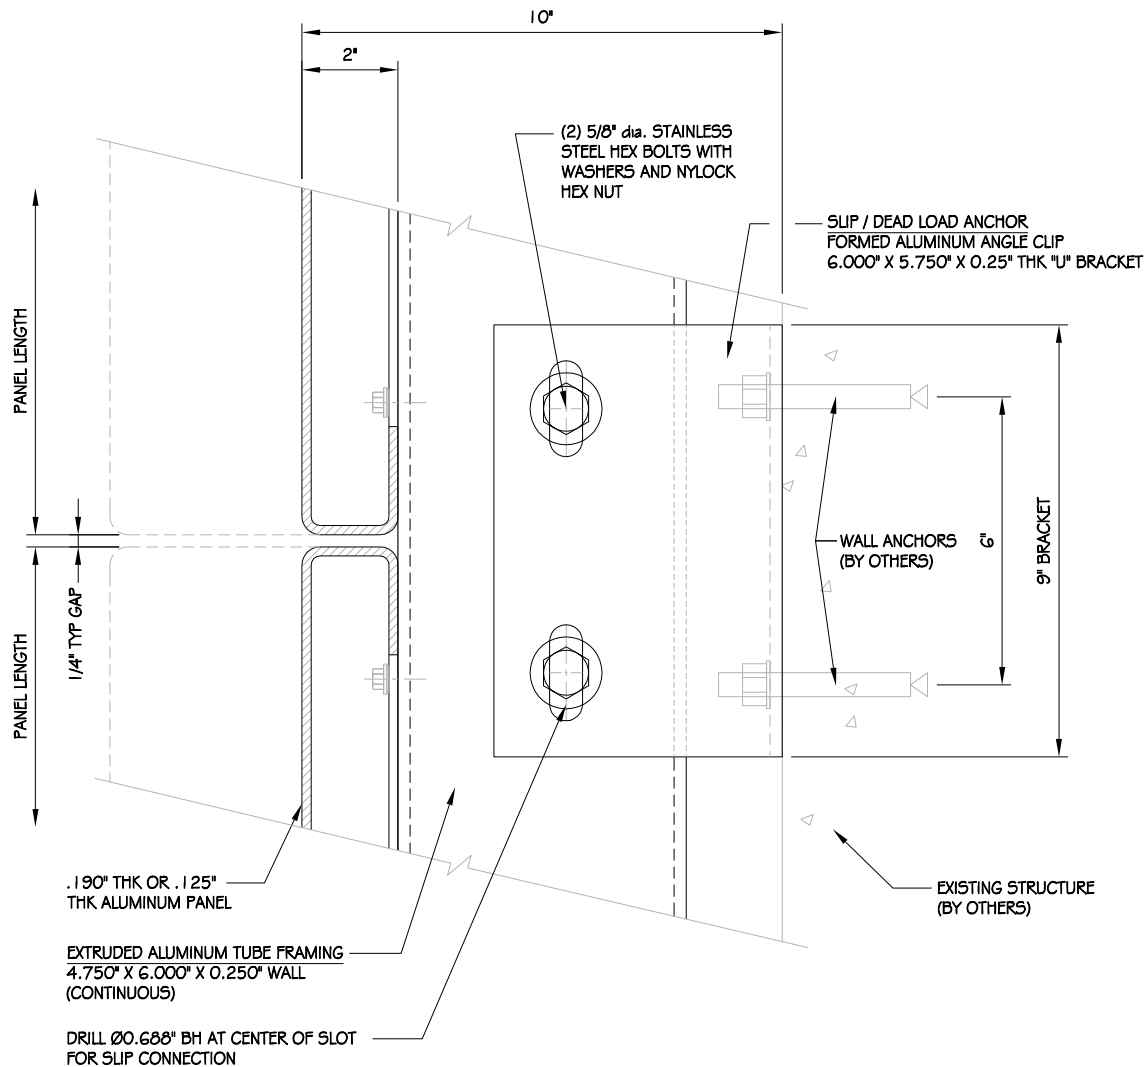 10"
2"
(2) 5/8" dia. STAINLESS
STEEL HEX BOLTS WITH
WASHERS AND NYLOCK
HEX NUT
SLIP / DEAD LOAD ANCHOR
FORMED ALUMINUM ANGLE CLIP
6.000" X 5.750" X 0.25" THK "U" BRACKET
PANEL LENGTH
WALL ANCHORS
(BY OTHERS)
6"
9" BRACKET
1/4" TYP GAP
PANEL LENGTH
.190" THK OR .125"
THK ALUMINUM PANEL
EXISTING STRUCTURE
(BY OTHERS)
EXTRUDED ALUMINUM TUBE FRAMING
4.750" X 6.000" X 0.250" WALL
(CONTINUOUS)
DRILL Ø0.688" BH AT CENTER OF SLOT
FOR SLIP CONNECTION